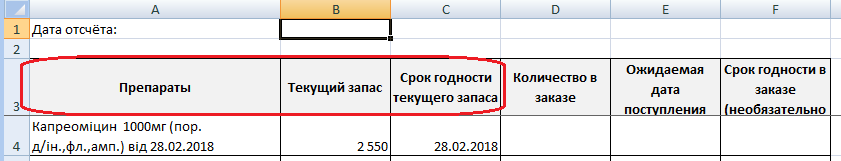 A B C D E F
1 Дата отсчёта:
2
3 Препараты Текущий запас Срок годности текущего запаса Количество в заказе Ожидаемая дата поступления Срок годности в заказе (необязательно
4 Капреоміцин 1000мг (пор. д/ін.,фл.,амп.) від 28.02.2018 2 550 28.02.2018